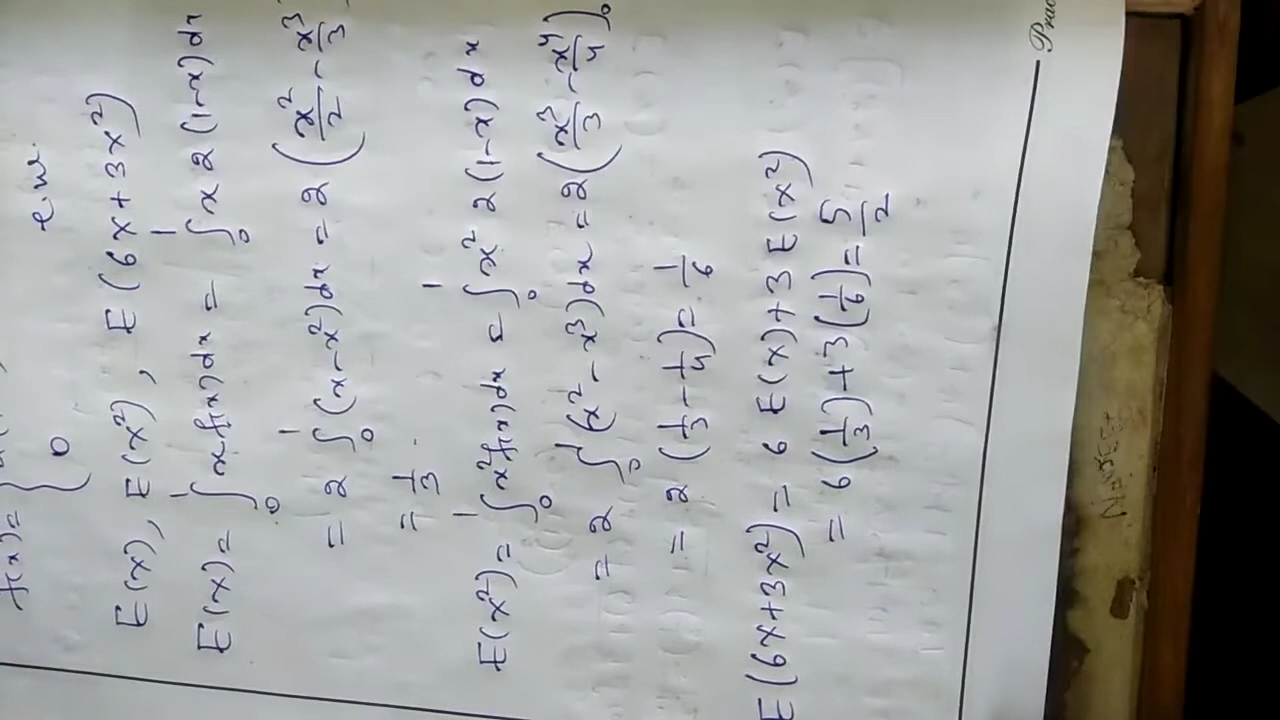 f(x) = {
0 e.w.
E(x), E(x²), E(6x+3x²)
E(x) = ∫₀¹ x f(x) dx = ∫₀¹ x 2(1-x) dx
= 2 ∫₀¹ (x-x²) dx = 2 (x²/2 - x³/3
= 1/3.
E(x²) = ∫₀¹ x² f(x) dx = ∫₀¹ x² 2(1-x) dx
= 2 ∫₀¹ (x² - x³) dx = 2 (x³/3 - x⁴/4)₀
= 2 (1/3 - 1/4) = 1/6
E(6x+3x²) = 6 E(x) + 3 E(x²)
= 6(1/3) + 3(1/6) = 5/2
Prac